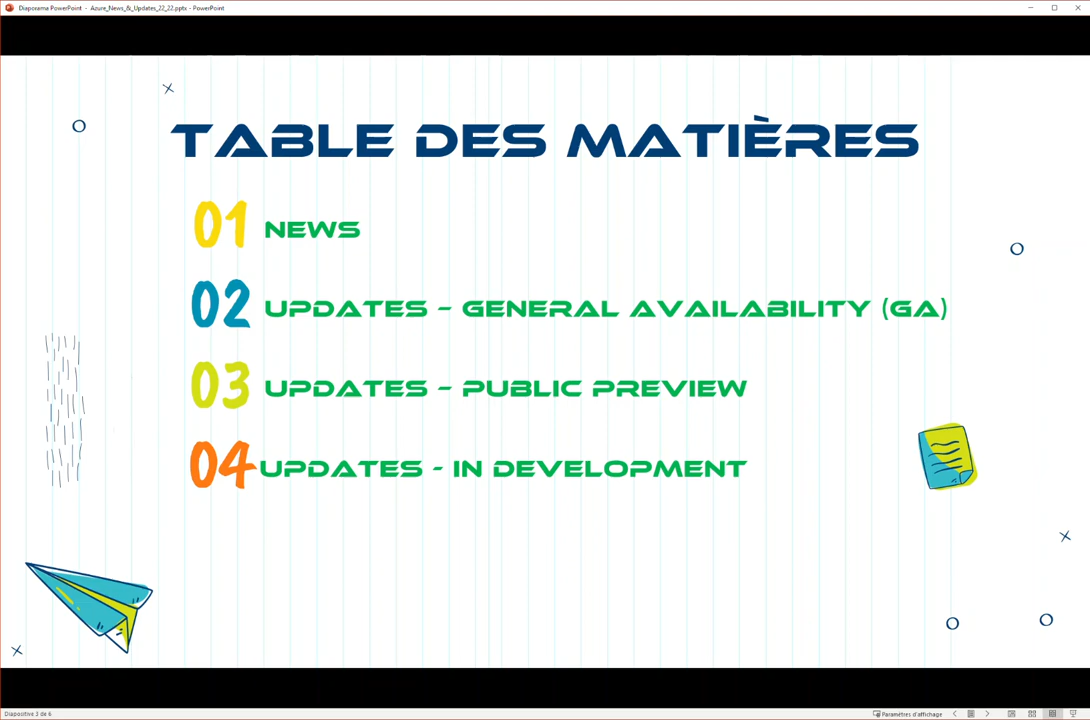 Diaporama PowerPoint - Azure_News_&_Updates_22_22.pptx - PowerPoint
TABLE DES MATIÈRES
01 NEWS
02 UPDATES - GENERAL AVAILABILITY (GA)
03 UPDATES - PUBLIC PREVIEW
04 UPDATES - IN DEVELOPMENT
Diapositive 3 de 6
Paramètres d'affichage